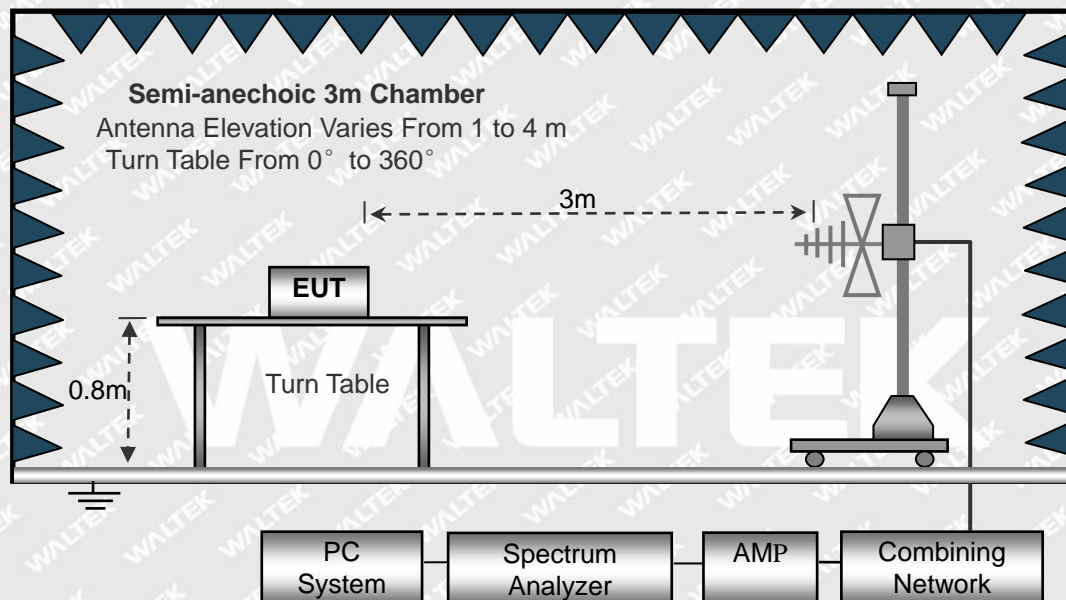 Semi-anechoic 3m Chamber
Antenna Elevation Varies From 1 to 4 m
Turn Table From 0° to 360°
3m
EUT
0.8m
Turn Table
WALTEK
PC
System
Spectrum
Analyzer
AMP
Combining
Network